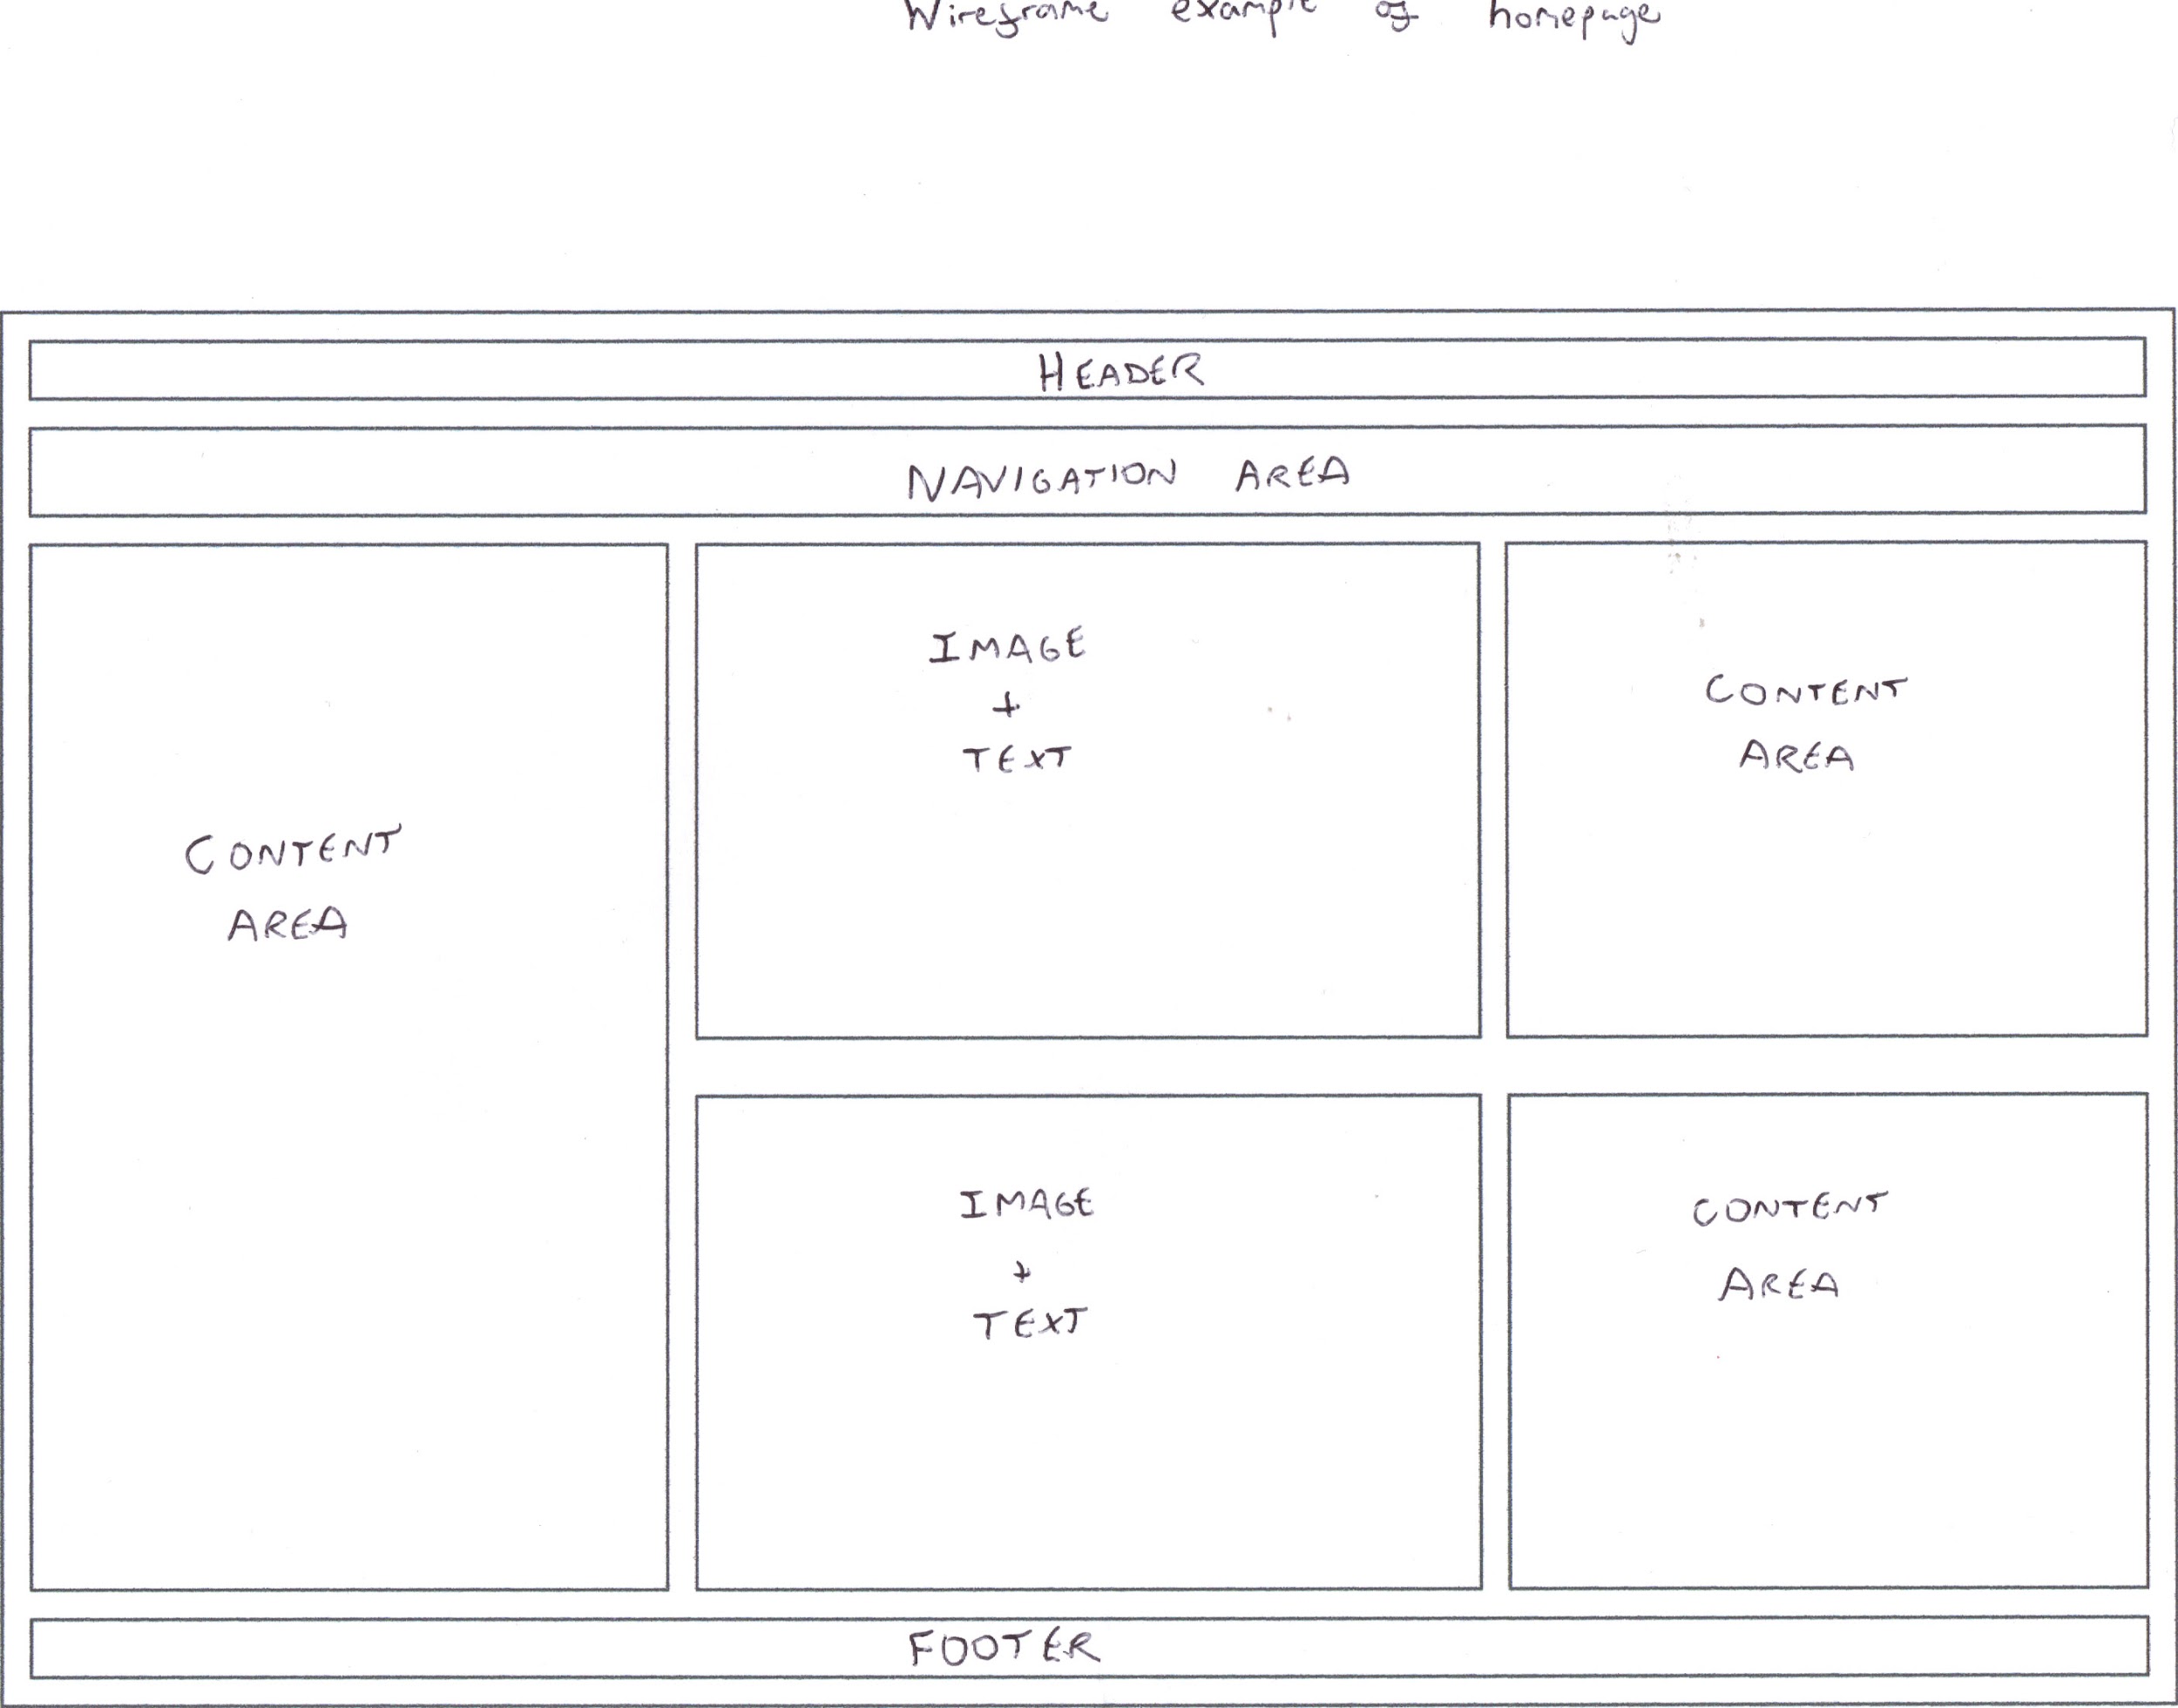 Wireframe example of homepage
HEADER
NAVIGATION AREA
CONTENT
AREA
IMAGE
+
TEXT
CONTENT
AREA
IMAGE
+
TEXT
CONTENT
AREA
FOOTER